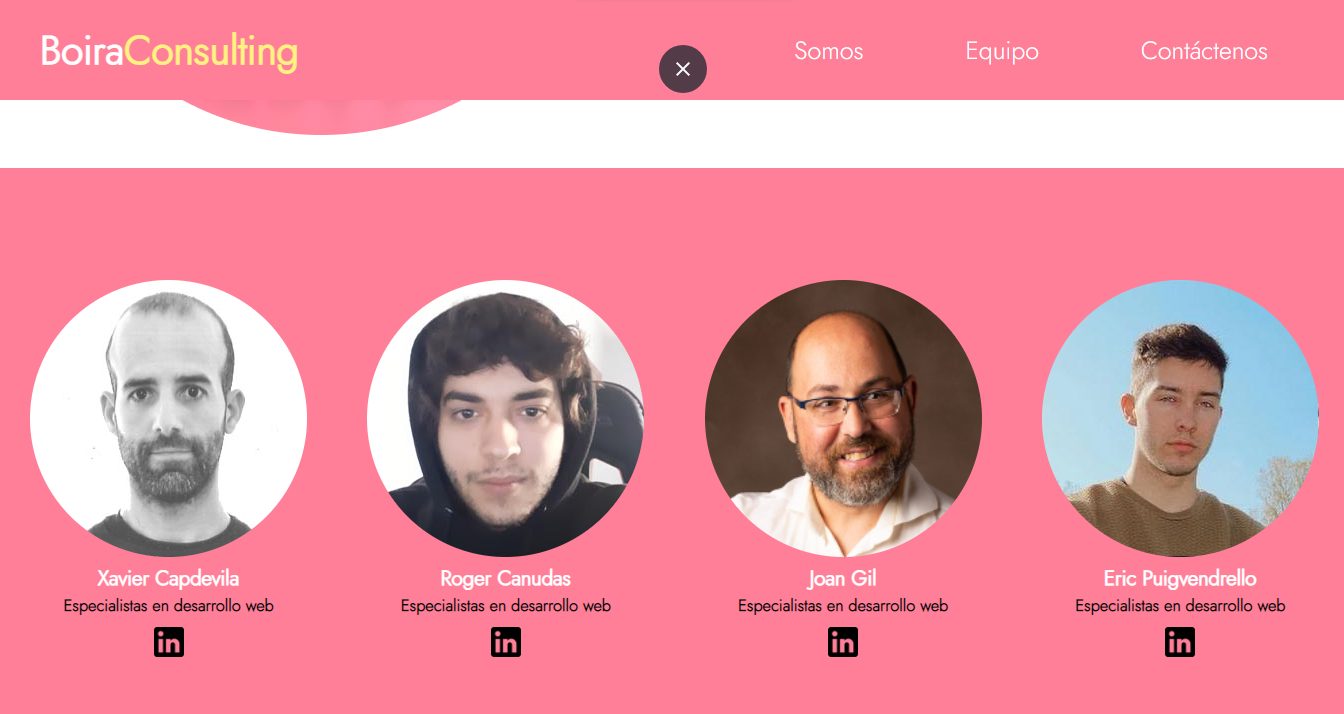 BoiraConsulting
Somos
Equipo
Contáctenos
Xavier Capdevila
Especialistas en desarrollo web
in
Roger Canudas
Especialistas en desarrollo web
in
Joan Gil
Especialistas en desarrollo web
in
Eric Puigvendrello
Especialistas en desarrollo web
in